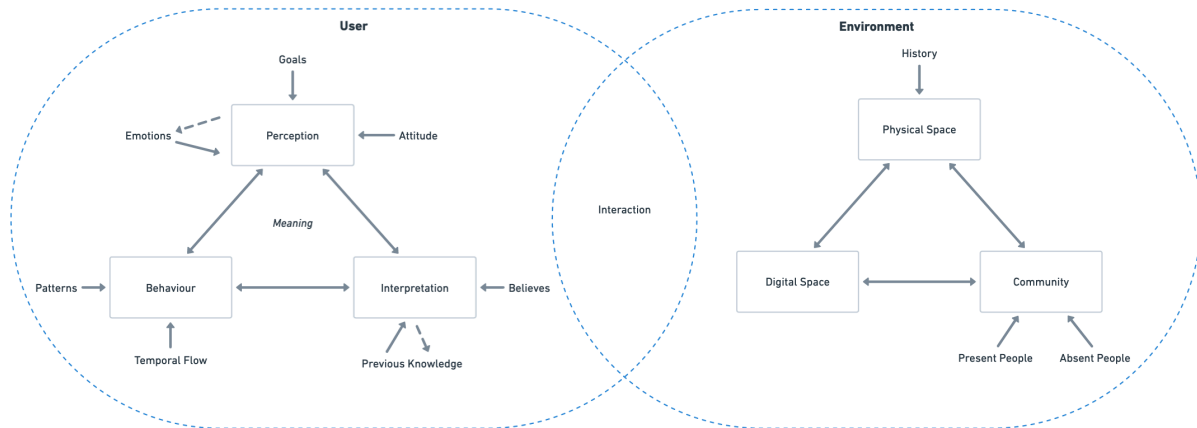 User
Environment
Goals
History
Emotions
Perception
Attitude
Physical Space
Meaning
Interaction
Patterns
Behaviour
Interpretation
Believes
Digital Space
Community
Temporal Flow
Previous Knowledge
Present People
Absent People